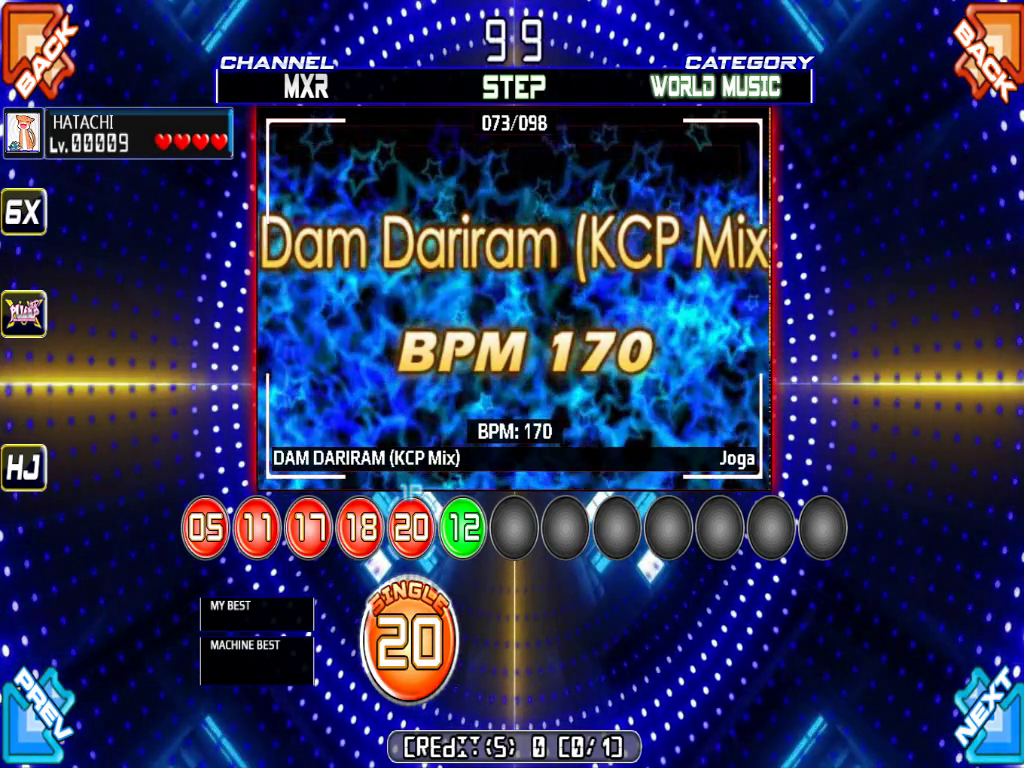 BACK
99
BACK
CHANNEL
MXR
STEP
CATEGORY
WORLD MUSIC
HATACHI
Lv.00009
073/098
6X
Dam Dariram (KCP Mix
BPM 170
BPM: 170
DAM DARIRAM (KCP Mix) Joga
HJ
1P
05 11 17 18 20 12
MY BEST
MACHINE BEST
SINGLE
20
PREV
NEXT
CREDIT(S) 0 [0/1]